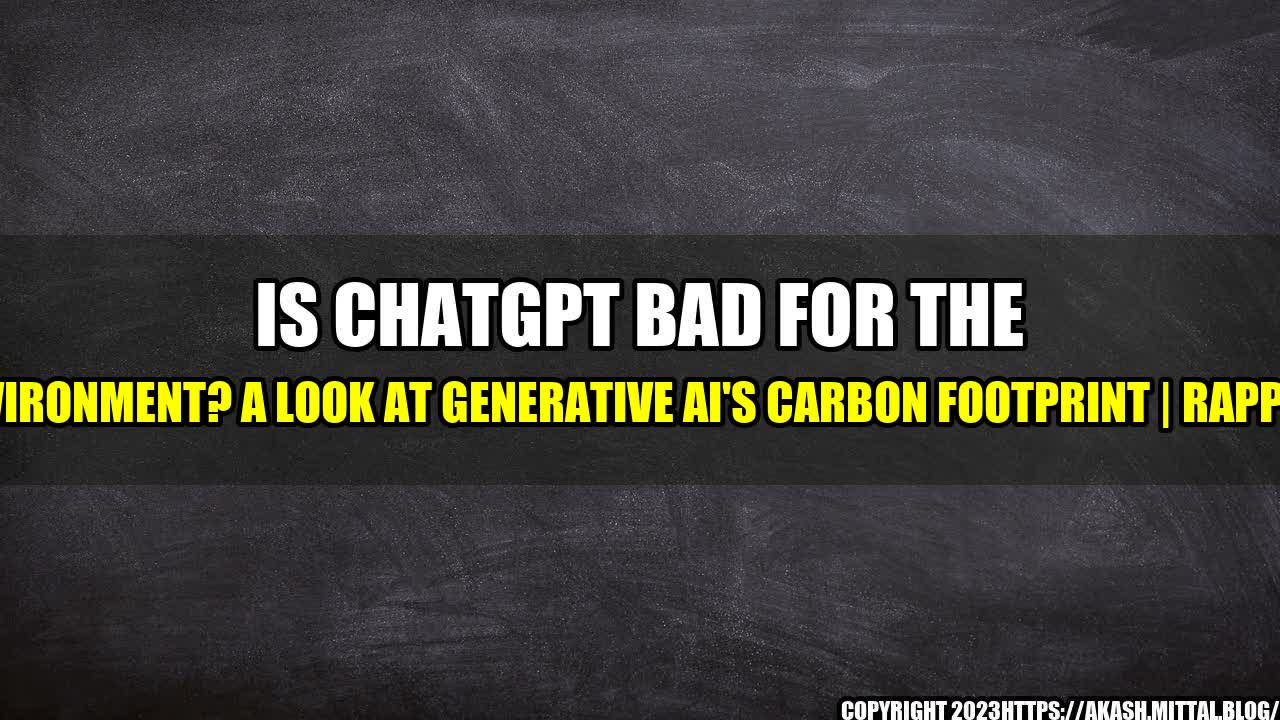 IS CHATGPT BAD FOR THE
VIRONMENT? A LOOK AT GENERATIVE AI'S CARBON FOOTPRINT | RAPP
COPYRIGHT 2023HTTPS://AKASH.MITTAL.BLOG/